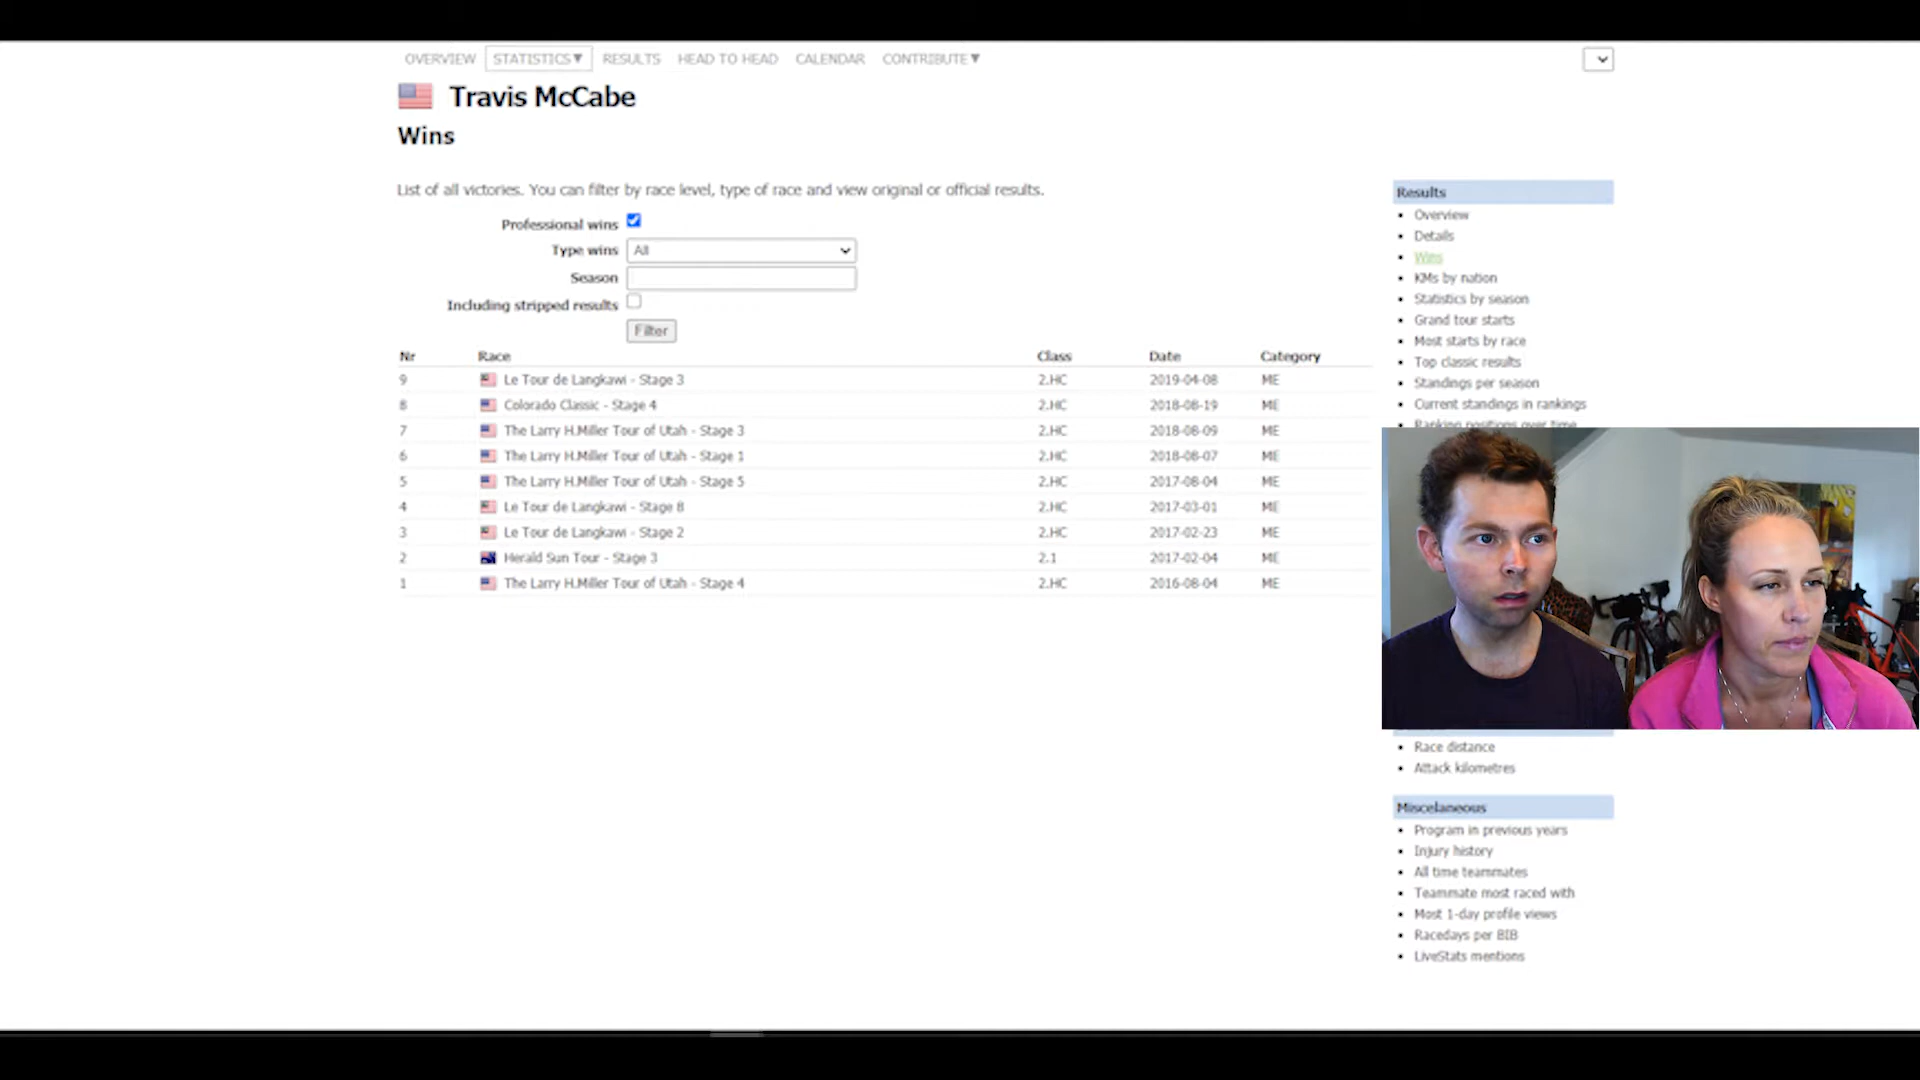 OVERVIEW STATISTICS▼ RESULTS HEAD TO HEAD CALENDAR CONTRIBUTE▼
Travis McCabe
Wins
List of all victories. You can filter by race level, type of race and view original or official results.
Professional wins
Type wins All
Season
Including stripped results
Filter
Nr Race Class Date Category
9 Le Tour de Langkawi - Stage 3 2.HC 2019-04-08 ME
8 Colorado Classic - Stage 4 2.HC 2018-08-19 ME
7 The Larry H.Miller Tour of Utah - Stage 3 2.HC 2018-08-09 ME
6 The Larry H.Miller Tour of Utah - Stage 1 2.HC 2018-08-07 ME
5 The Larry H.Miller Tour of Utah - Stage 5 2.HC 2017-08-04 ME
4 Le Tour de Langkawi - Stage 8 2.HC 2017-03-01 ME
3 Le Tour de Langkawi - Stage 2 2.HC 2017-02-23 ME
2 Herald Sun Tour - Stage 3 2.1 2017-02-04 ME
1 The Larry H.Miller Tour of Utah - Stage 4 2.HC 2016-08-04 ME
Results
Overview
Details
Wins
KMs by nation
Statistics by season
Grand tour starts
Most starts by race
Top classic results
Standings per season
Current standings in rankings
Ranking positions over time
Race distance
Attack kilometres
Miscellaneous
Program in previous years
Injury history
All time teammates
Teammate most raced with
Most 1-day profile views
Racedays per BIB
LiveStats mentions